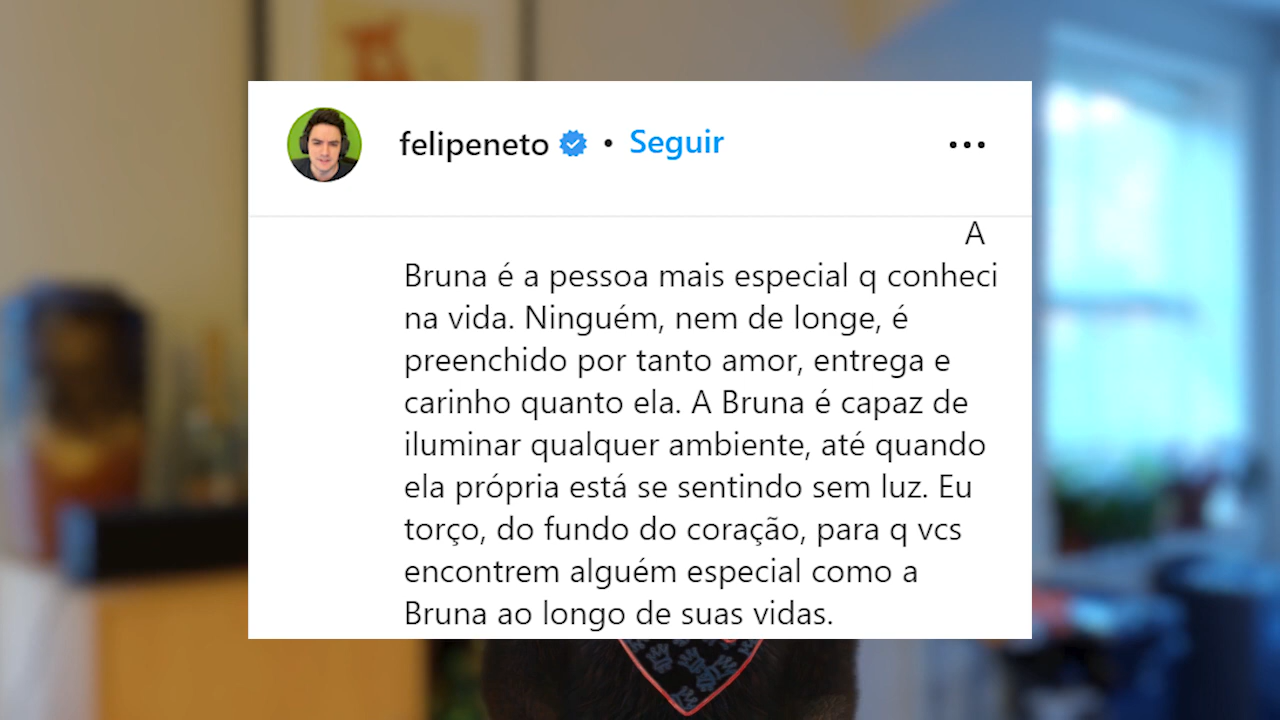 felipeneto • Seguir
A
Bruna é a pessoa mais especial q conheci
na vida. Ninguém, nem de longe, é
preenchido por tanto amor, entrega e
carinho quanto ela. A Bruna é capaz de
iluminar qualquer ambiente, até quando
ela própria está se sentindo sem luz. Eu
torço, do fundo do coração, para q vcs
encontrem alguém especial como a
Bruna ao longo de suas vidas.